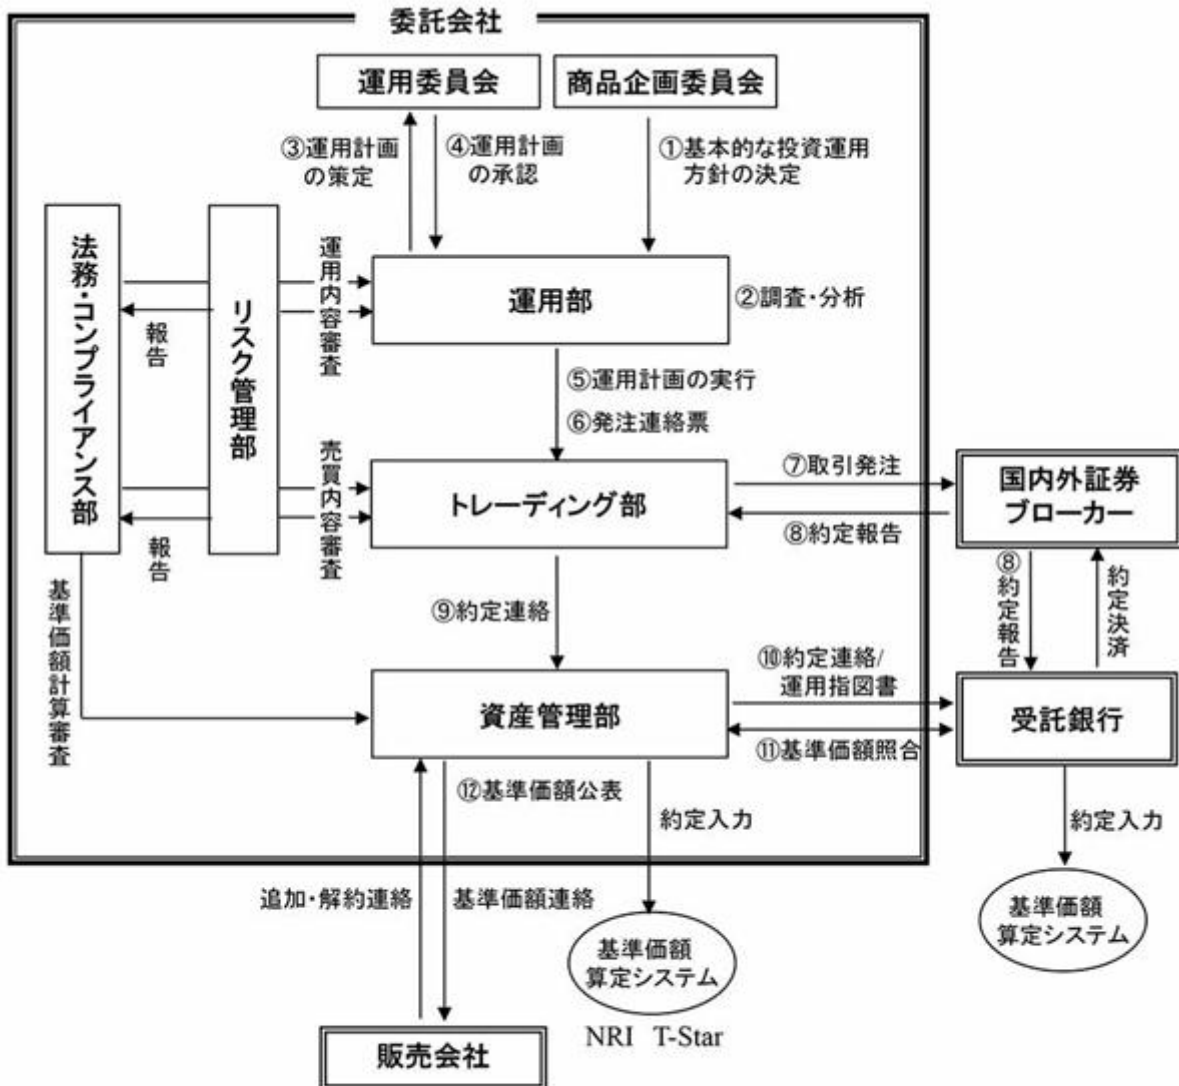 委託会社
運用委員会
商品企画委員会
③運用計画
の策定
④運用計画
の承認
①基本的な投資運用
方針の決定
法務・コンプライアンス部
リスク管理部
運用内容審査
報告
運用部
②調査・分析
⑤運用計画の実行
⑥発注連絡票
売買内容審査
報告
トレーディング部
⑦取引発注
⑧約定報告
国内外証券
ブローカー
⑧約定報告
約定決済
基準価額計算審査
⑨約定連絡
資産管理部
⑩約定連絡/
運用指図書
⑪基準価額照合
受託銀行
⑫基準価額公表
約定入力
約定入力
追加・解約連絡
基準価額連絡
基準価額
算定システム
基準価額
算定システム
NRI T-Star
販売会社